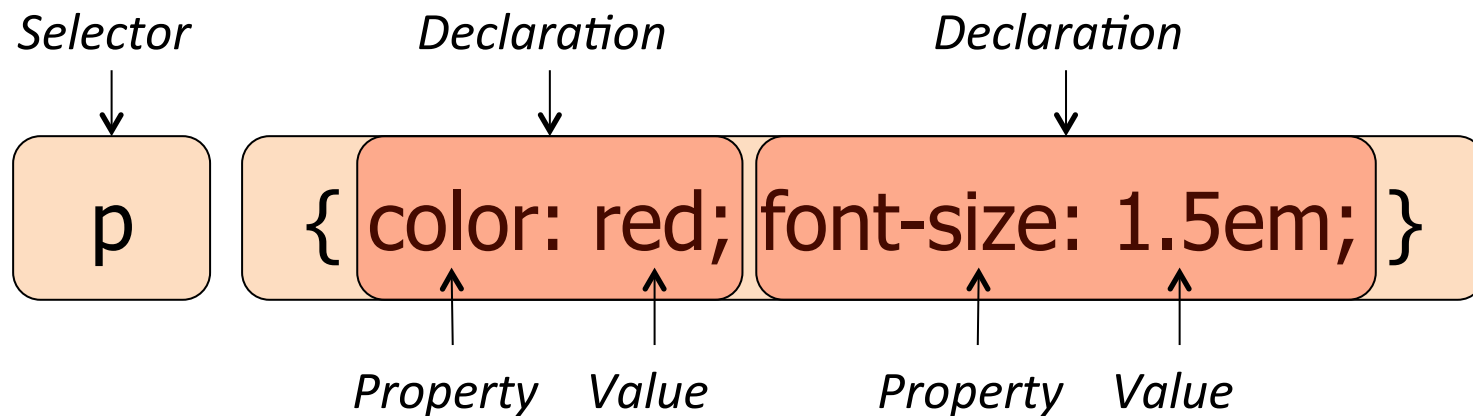 Selector Declaration Declaration
p { color: red; font-size: 1.5em; }
Property Value Property Value